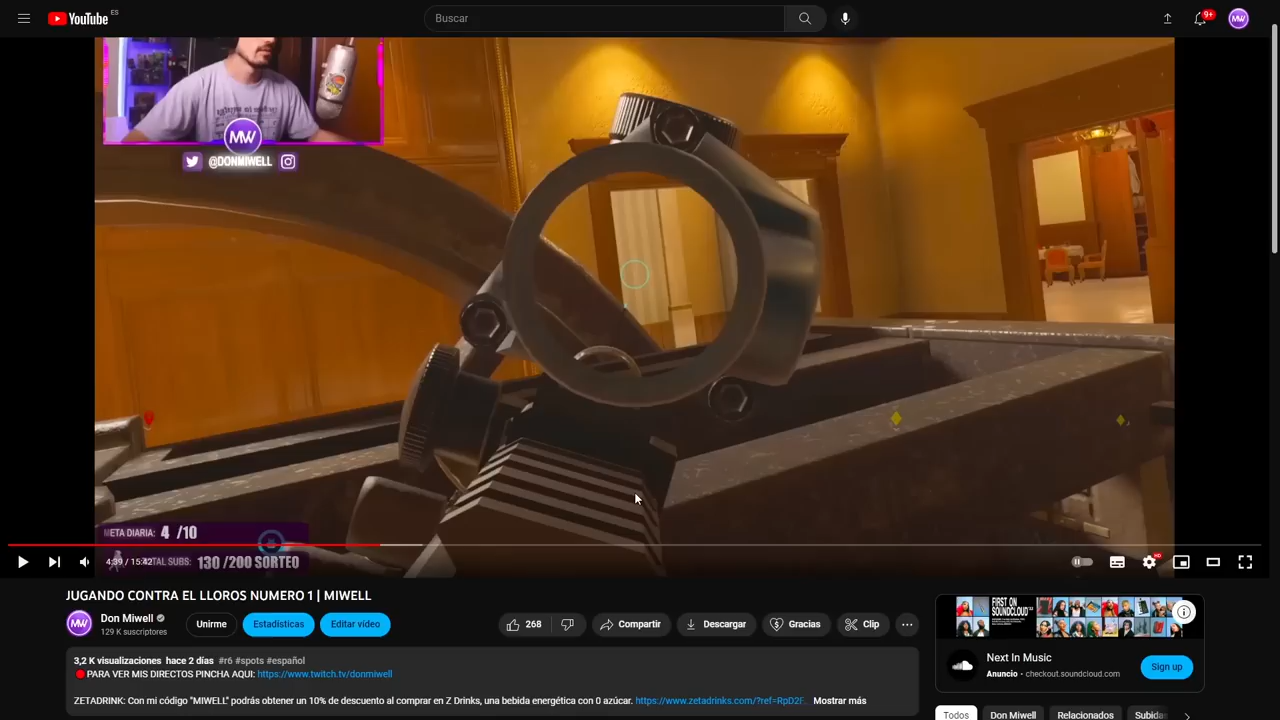 YouTube ES
Buscar
9+
MW
MW
@DONMIWELL
META DIARIA: 4 /10
TOTAL SUBS: 130 /200 SORTEO
4:39 / 15:42
HD
JUGANDO CONTRA EL LLOROS NUMERO 1 | MIWELL
MW
Don Miwell
129 K suscriptores
Unirme
Estadísticas
Editar vídeo
268
Compartir
Descargar
Gracias
Clip
3,2 K visualizaciones hace 2 días #r6 #spots #español
PARA VER MIS DIRECTOS PINCHA AQUI: https://www.twitch.tv/donmiwell
ZETADRINK: Con mi código "MIWELL" podrás obtener un 10% de descuento al comprar en Z Drinks, una bebida energética con 0 azúcar. https://www.zetadrinks.com/?ref=RpD2F... Mostrar más
FIRST ON
SOUNDCLOUD
Next In Music
Anuncio · checkout.soundcloud.com
Sign up
Todos
Don Miwell
Relacionados
Subida